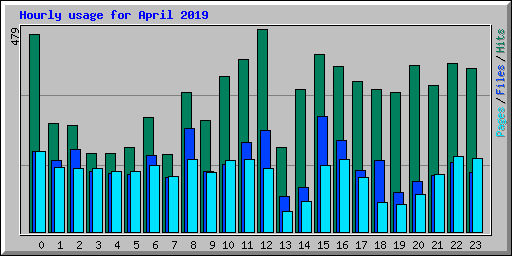 Hourly usage for April 2019
479
Pages/Files/Hits
0 1 2 3 4 5 6 7 8 9 10 11 12 13 14 15 16 17 18 19 20 21 22 23